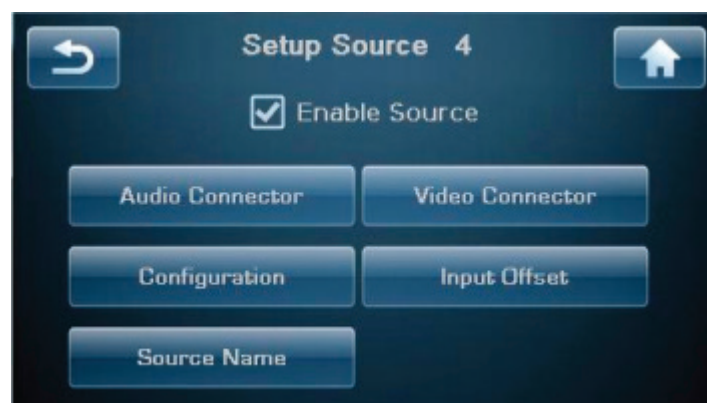 Setup Source 4
Enable Source
Audio Connector Video Connector
Configuration Input Offset
Source Name